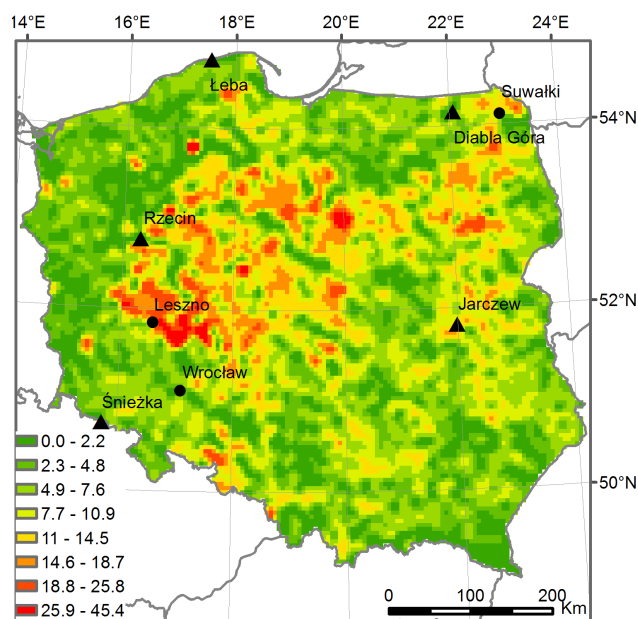 14°E 16°E 18°E 20°E 22°E 24°E
Suwałki
Łeba
54°N
Diabla Góra
Rzecin
52°N
Leszno
Jarczew
Wrocław
Śnieżka
0.0 - 2.2
2.3 - 4.8
50°N
4.9 - 7.6
7.7 - 10.9
11 - 14.5
14.6 - 18.7
18.8 - 25.8
0 100 200
Km
25.9 - 45.4